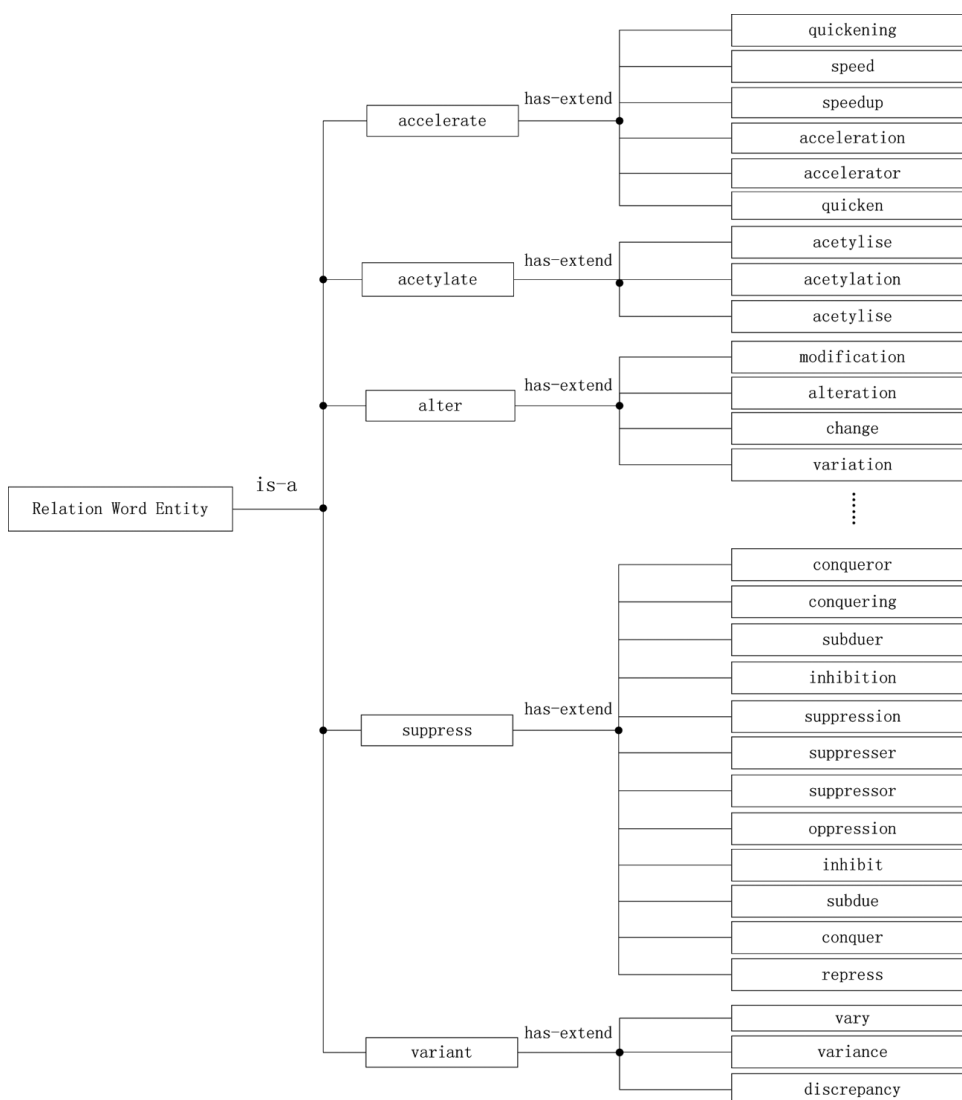 Relation Word Entity
is-a
accelerate
has-extend
quickening
speed
speedup
acceleration
accelerator
quicken
acetylate
has-extend
acetylise
acetylation
acetylise
alter
has-extend
modification
alteration
change
variation
suppress
has-extend
conqueror
conquering
subduer
inhibition
suppression
suppresser
suppressor
oppression
inhibit
subdue
conquer
repress
variant
has-extend
vary
variance
discrepancy